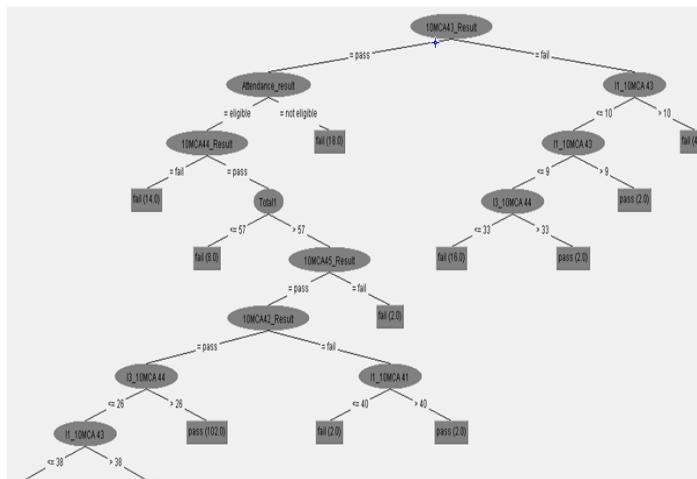 10MCA43_Result
= pass = fail
Attendance_result I1_10MCA 43
= eligible = not eligible <= 10 > 10
10MCA44_Result fail (18.0) I1_10MCA 43 fail (4
= fail = pass <= 9 > 9
fail (14.0) Total1 I3_10MCA 44 pass (2.0)
<= 57 > 57 <= 33 > 33
fail (8.0) 10MCA45_Result fail (16.0) pass (2.0)
= pass = fail
10MCA42_Result fail (2.0)
= pass = fail
I3_10MCA 44 I1_10MCA 41
<= 26 > 26 <= 40 > 40
I1_10MCA 43 pass (102.0) fail (2.0) pass (2.0)
<= 38 > 38